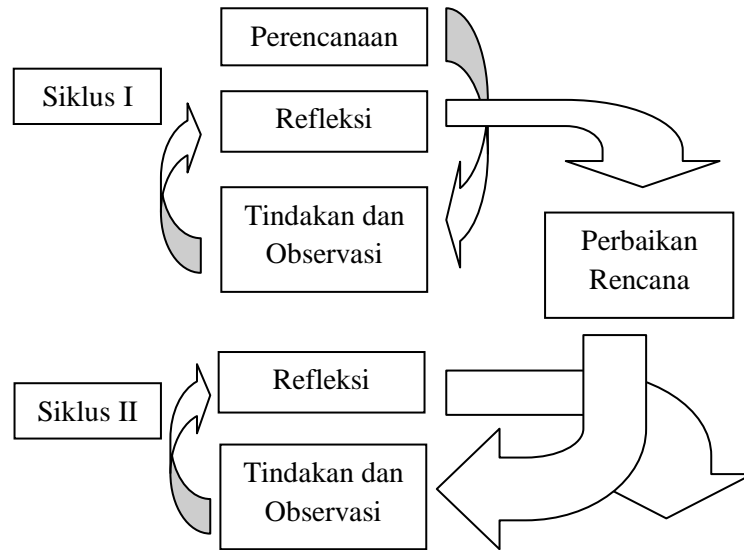 Perencanaan
Siklus I
Refleksi
Tindakan dan
Observasi
Perbaikan
Rencana
Refleksi
Siklus II
Tindakan dan
Observasi